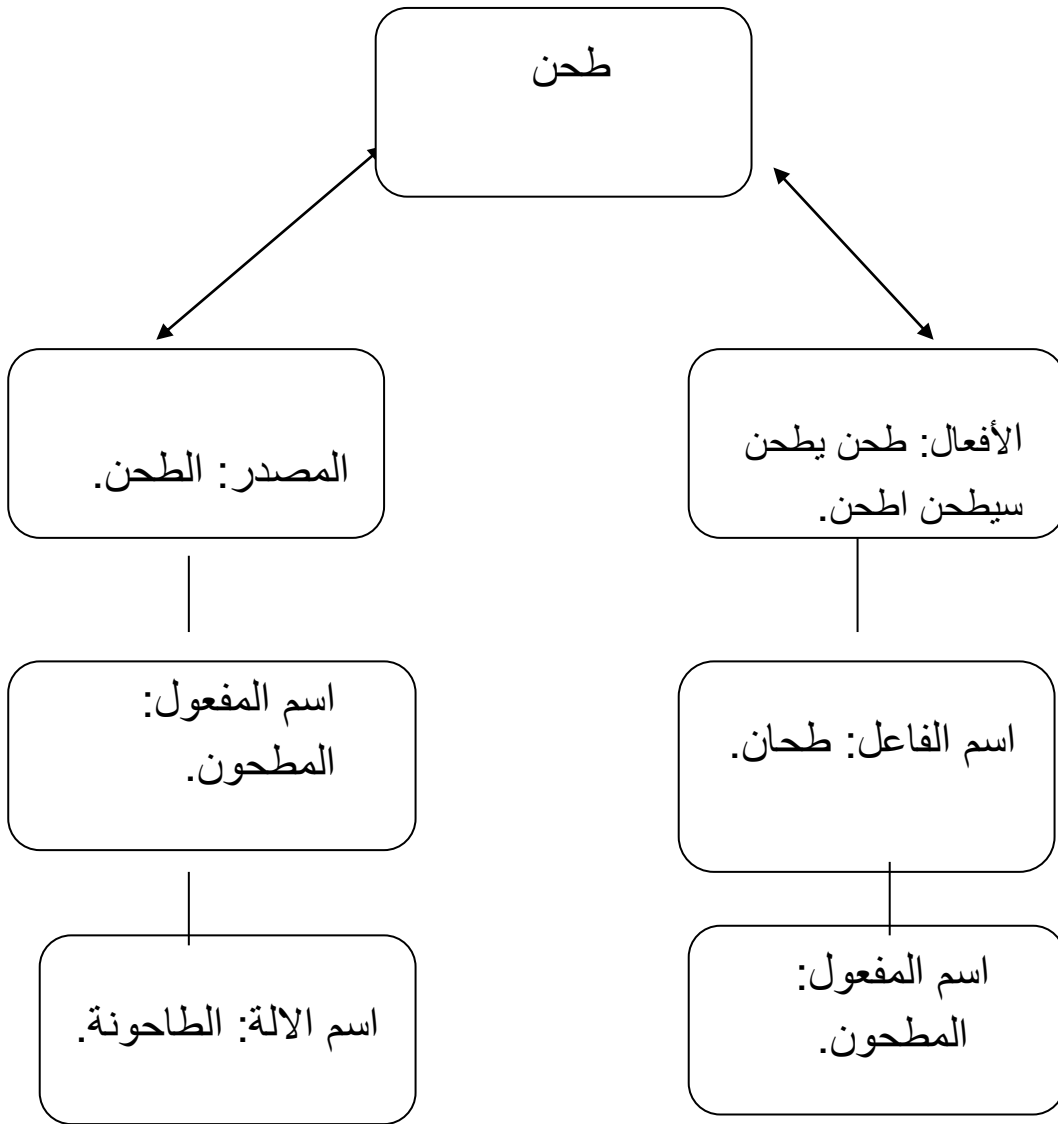 طحن
الأفعال: طحن يطحن
سيطحن اطحن.
المصدر: الطحن.
اسم الفاعل: طحان.
اسم المفعول:
المطحون.
اسم المفعول:
المطحون.
اسم الالة: الطاحونة.